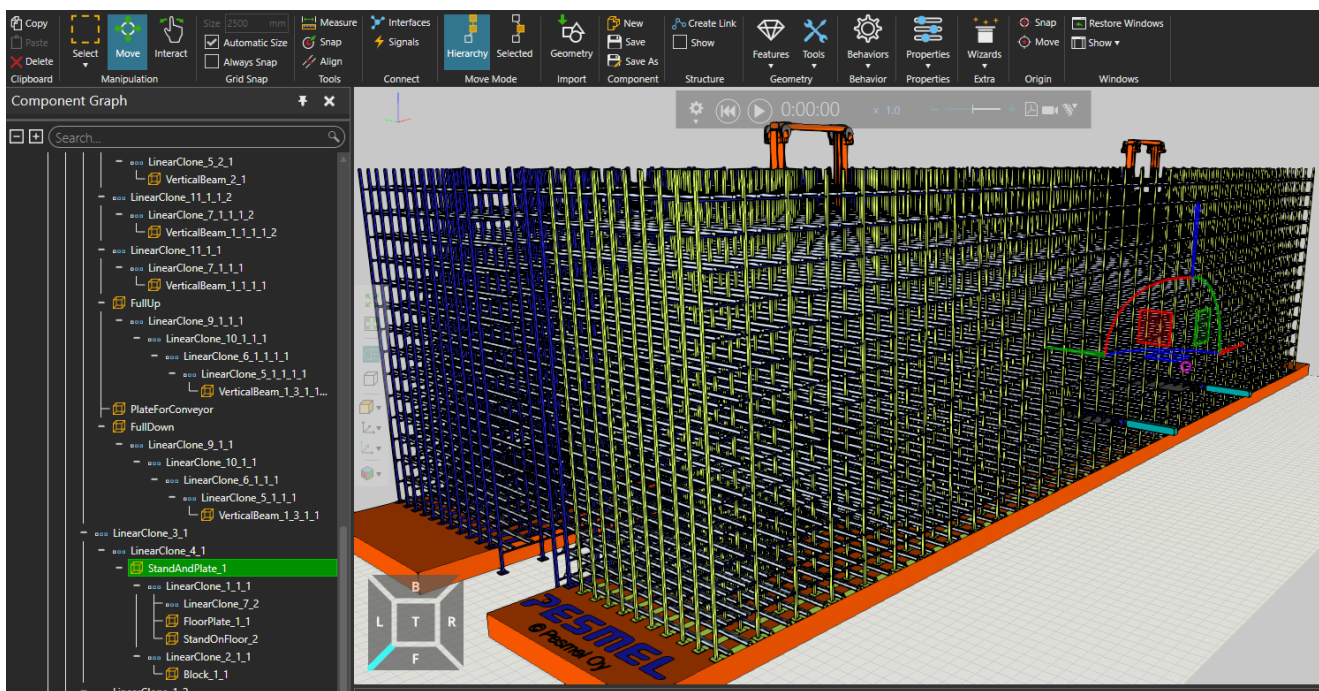 Copy
Paste
Delete
Clipboard
Select
Move
Interact
Manipulation
Size 2500 mm
Automatic Size
Always Snap
Grid Snap
Measure
Snap
Align
Tools
Interfaces
Signals
Connect
Hierarchy
Selected
Move Mode
Geometry
Import
New
Save
Save As
Component
Create Link
Show
Structure
Features
Tools
Geometry
Behaviors
Behavior
Properties
Properties
Wizards
Extra
Snap
Move
Origin
Restore Windows
Show
Windows
Component Graph
Search...
LinearClone_5_2_1
VerticalBeam_2_1
LinearClone_11_1_1_2
LinearClone_7_1_1_1_2
VerticalBeam_1_1_1_1_2
LinearClone_11_1_1
LinearClone_7_1_1_1
VerticalBeam_1_1_1_1
FullUp
LinearClone_9_1_1_1
LinearClone_10_1_1_1
LinearClone_6_1_1_1_1
LinearClone_5_1_1_1_1
VerticalBeam_1_3_1_1...
PlateForConveyor
FullDown
LinearClone_9_1_1
LinearClone_10_1_1
LinearClone_6_1_1_1
LinearClone_5_1_1_1
VerticalBeam_1_3_1_1
LinearClone_3_1
LinearClone_4_1
StandAndPlate_1
LinearClone_1_1_1
LinearClone_7_2
FloorPlate_1_1
StandOnFloor_2
LinearClone_2_1_1
Block_1_1
0:00:00
x 1.0
B
L T R
F
PESMEL
© Pesmel Oy